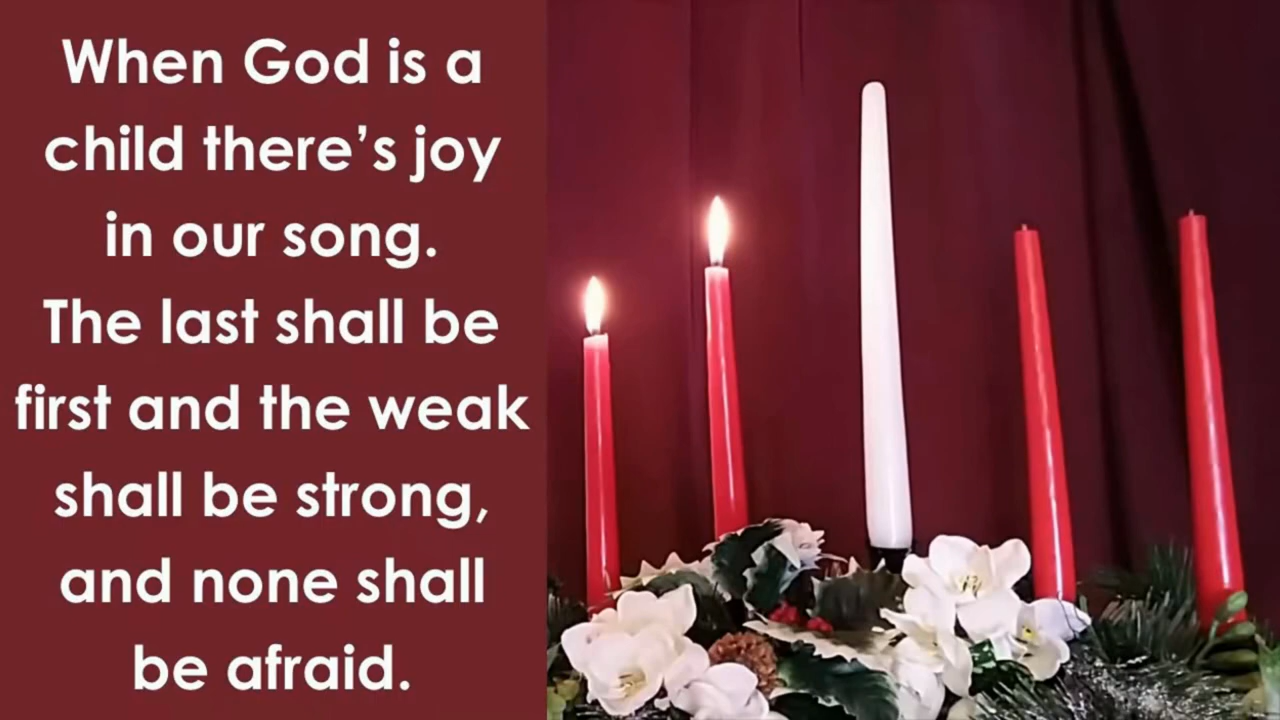 When God is a
child there’s joy
in our song.
The last shall be
first and the weak
shall be strong,
and none shall
be afraid.